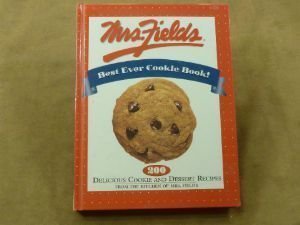 Mrs. Fields
Best Ever Cookie Book!
200
DELICIOUS COOKIE AND DESSERT RECIPES
FROM THE KITCHEN OF MRS. FIELDS